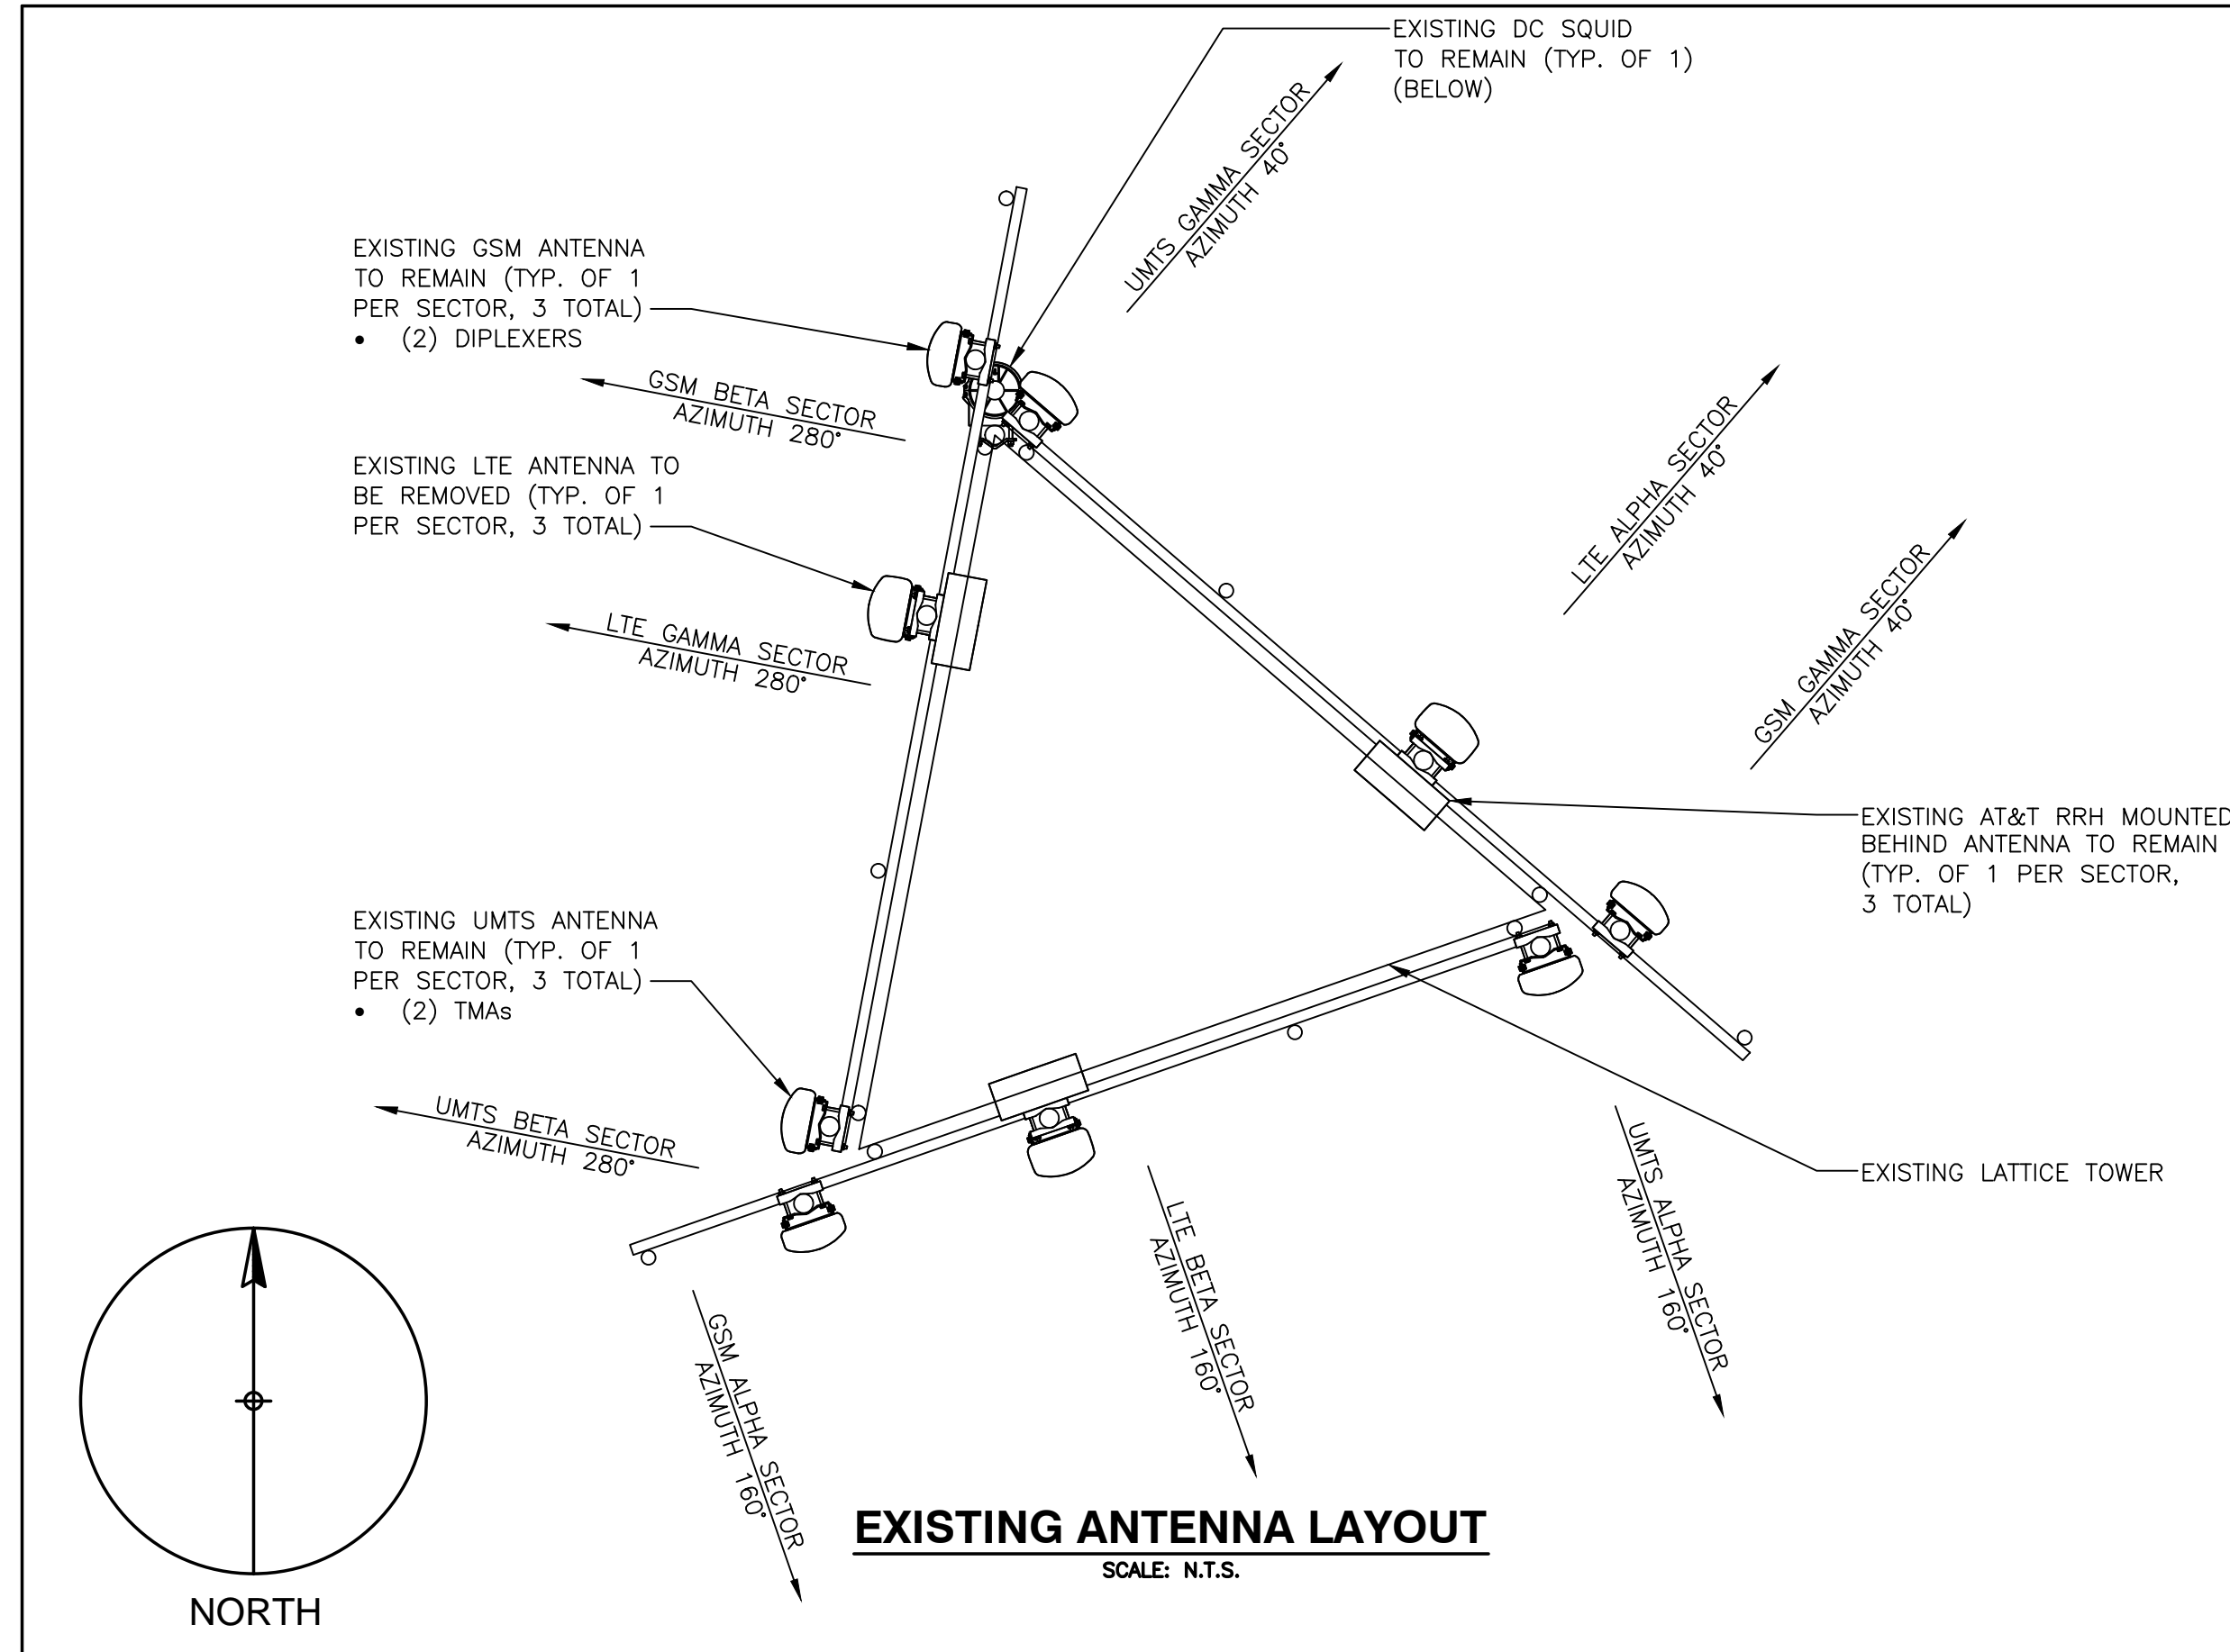 EXISTING DC SQUID
TO REMAIN (TYP. OF 1)
(BELOW)
UMTS GAMMA SECTOR
AZIMUTH 40°
EXISTING GSM ANTENNA
TO REMAIN (TYP. OF 1
PER SECTOR, 3 TOTAL)
• (2) DIPLEXERS
GSM BETA SECTOR
AZIMUTH 280°
EXISTING LTE ANTENNA TO
BE REMOVED (TYP. OF 1
PER SECTOR, 3 TOTAL)
LTE ALPHA SECTOR
AZIMUTH 40°
LTE GAMMA SECTOR
AZIMUTH 280°
GSM GAMMA SECTOR
AZIMUTH 40°
EXISTING AT&T RRH MOUNTED
BEHIND ANTENNA TO REMAIN
(TYP. OF 1 PER SECTOR,
3 TOTAL)
EXISTING UMTS ANTENNA
TO REMAIN (TYP. OF 1
PER SECTOR, 3 TOTAL)
• (2) TMAs
UMTS BETA SECTOR
AZIMUTH 280°
EXISTING LATTICE TOWER
UMTS ALPHA SECTOR
AZIMUTH 160°
LTE BETA SECTOR
AZIMUTH 160°
GSM ALPHA SECTOR
AZIMUTH 160°
EXISTING ANTENNA LAYOUT
SCALE: N.T.S.
NORTH